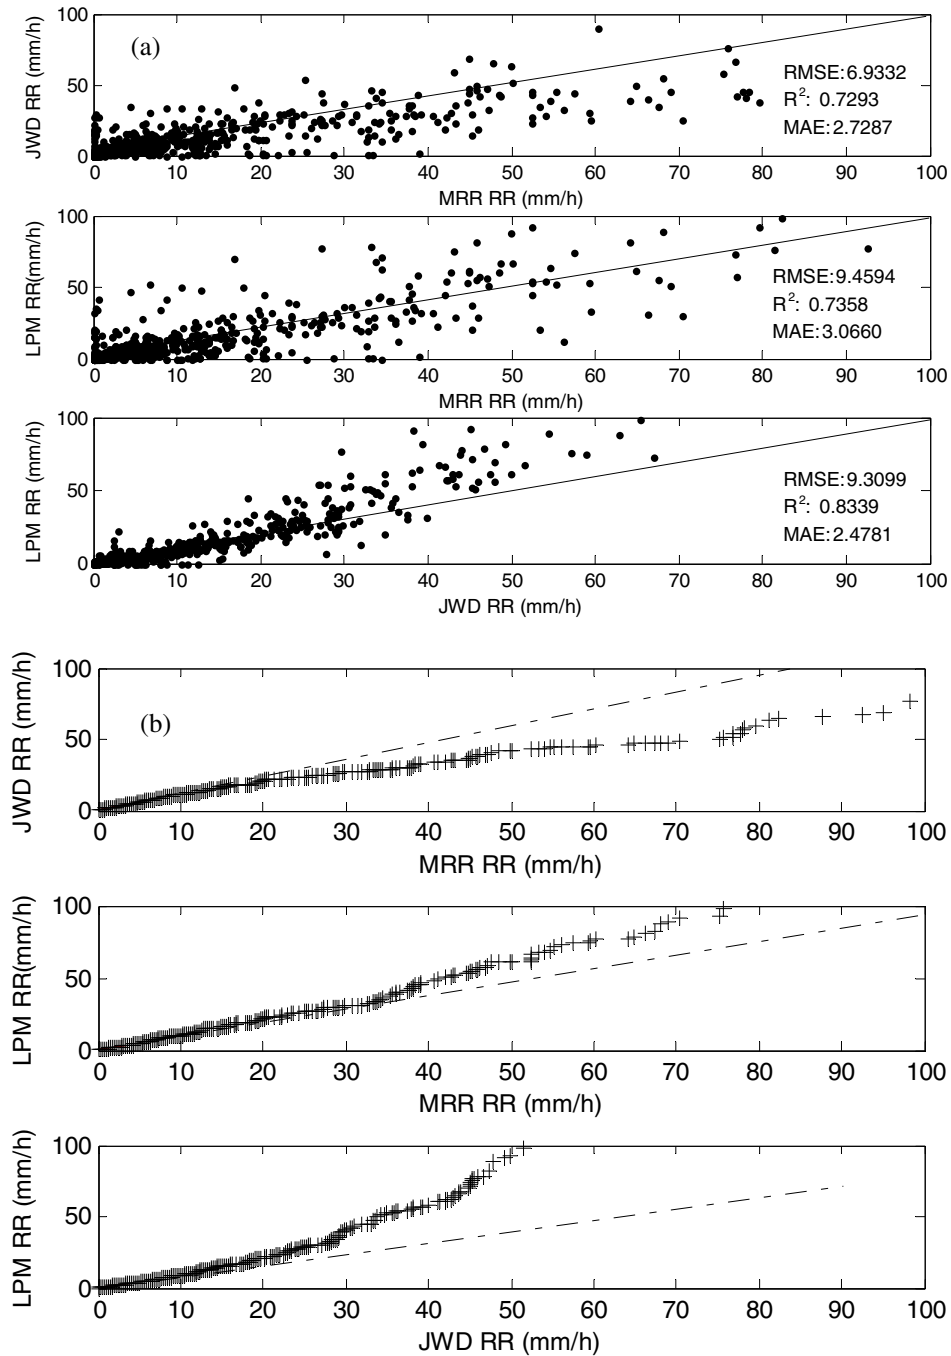 (a)
JWD RR (mm/h)
100
50
0
RMSE:6.9332
R²: 0.7293
MAE:2.7287
0 10 20 30 40 50 60 70 80 90 100
MRR RR (mm/h)
LPM RR(mm/h)
100
50
0
RMSE:9.4594
R²: 0.7358
MAE:3.0660
0 10 20 30 40 50 60 70 80 90 100
MRR RR (mm/h)
LPM RR (mm/h)
100
50
0
RMSE:9.3099
R²: 0.8339
MAE:2.4781
0 10 20 30 40 50 60 70 80 90 100
JWD RR (mm/h)
(b)
JWD RR (mm/h)
100
50
0
0 10 20 30 40 50 60 70 80 90 100
MRR RR (mm/h)
LPM RR(mm/h)
100
50
0
0 10 20 30 40 50 60 70 80 90 100
MRR RR (mm/h)
LPM RR (mm/h)
100
50
0
0 10 20 30 40 50 60 70 80 90 100
JWD RR (mm/h)